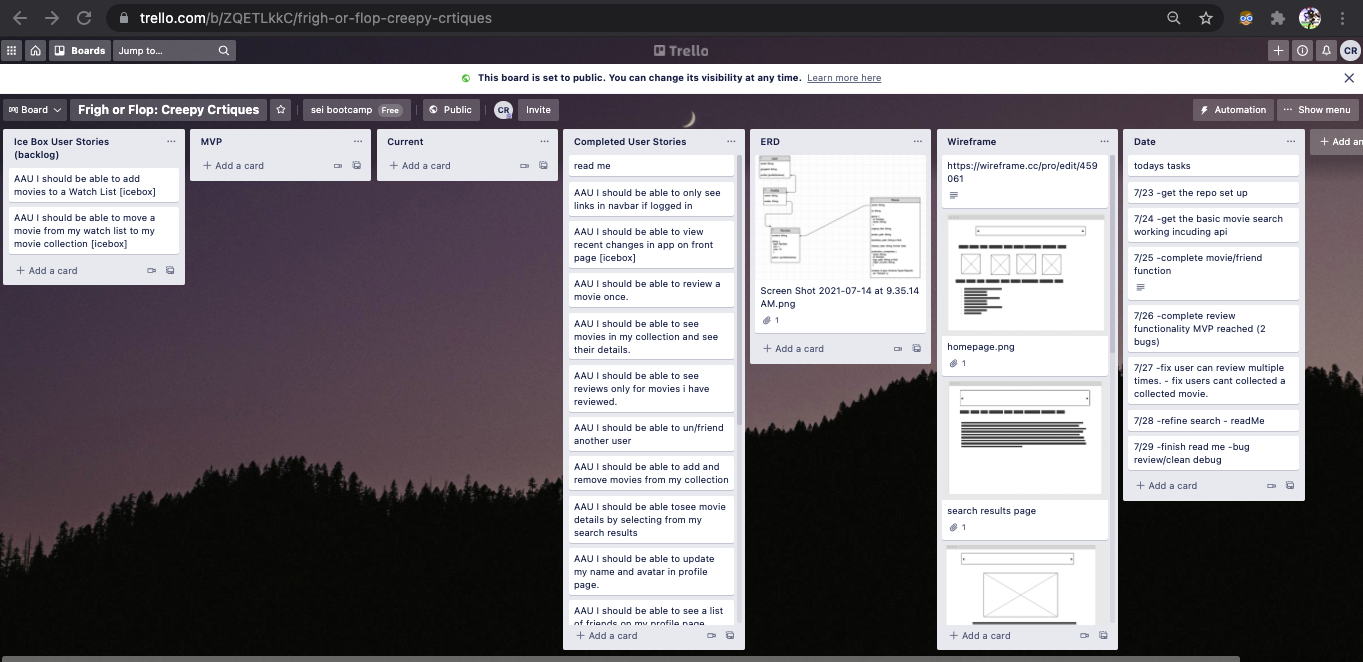 trello.com/b/ZQETLkkC/frigh-or-flop-creepy-crtiques
Boards
Jump to...
Trello
CR
This board is set to public. You can change its visibility at any time. Learn more here
Board
Frigh or Flop: Creepy Crtiques
sei bootcamp Free
Public
CR
Invite
Automation
Show menu
Ice Box User Stories
(backlog)
AAU I should be able to add
movies to a Watch List [icebox]
AAU I should be able to move a
movie from my watch list to my
movie collection [icebox]
+ Add a card
MVP
+ Add a card
Current
+ Add a card
Completed User Stories
read me
AAU I should be able to only see
links in navbar if logged in
AAU I should be able to view
recent changes in app on front
page [icebox]
AAU I should be able to review a
movie once.
AAU I should be able to see
movies in my collection and see
their details.
AAU I should be able to see
reviews only for movies i have
reviewed.
AAU I should be able to un/friend
another user
AAU I should be able to add and
remove movies from my collection
AAU I should be able tosee movie
details by selecting from my
search results
AAU I should be able to update
my name and avatar in profile
page.
AAU I should be able to see a list
of friends on my profile page
+ Add a card
ERD
Screen Shot 2021-07-14 at 9.35.14
AM.png
1
+ Add a card
Wireframe
https://wireframe.cc/pro/edit/459
061
homepage.png
1
search results page
1
+ Add a card
Date
todays tasks
7/23 -get the repo set up
7/24 -get the basic movie search
working incuding api
7/25 -complete movie/friend
function
7/26 -complete review
functionality MVP reached (2
bugs)
7/27 -fix user can review multiple
times. - fix users cant collected a
collected movie.
7/28 -refine search - readMe
7/29 -finish read me -bug
review/clean debug
+ Add a card
+ Add an